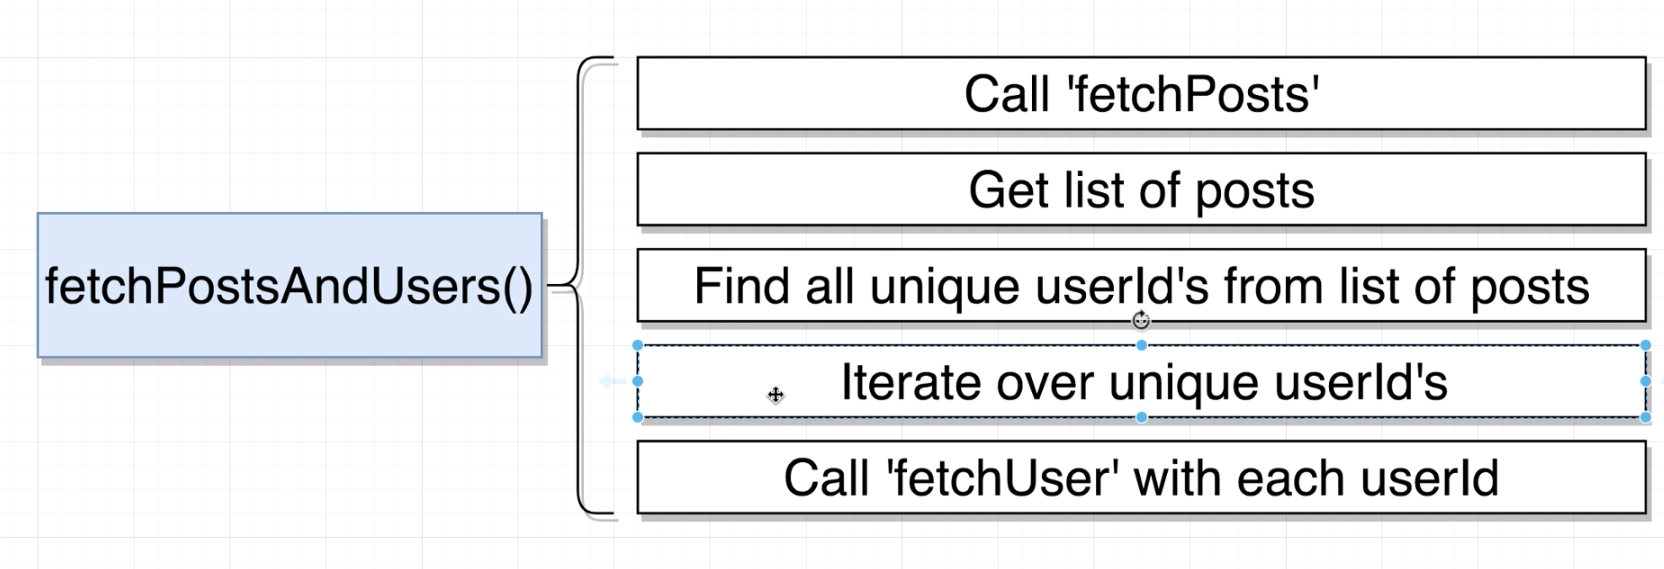 fetchPostsAndUsers()
Call 'fetchPosts'
Get list of posts
Find all unique userId's from list of posts
Iterate over unique userId's
Call 'fetchUser' with each userId